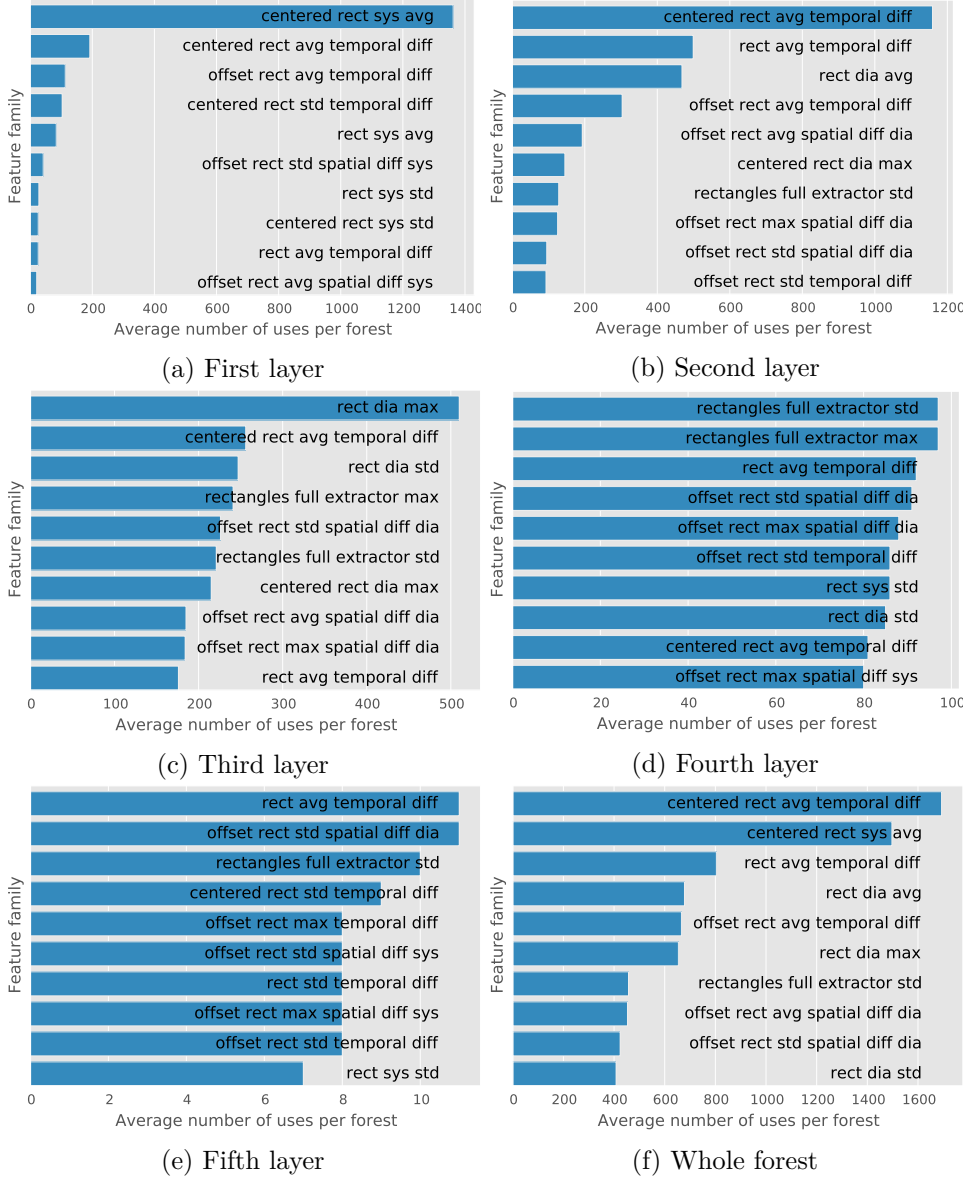 Feature family
centered rect sys avg
centered rect avg temporal diff
offset rect avg temporal diff
centered rect std temporal diff
rect sys avg
offset rect std spatial diff sys
rect sys std
centered rect sys std
rect avg temporal diff
offset rect avg spatial diff sys
0 200 400 600 800 1000 1200 1400
Average number of uses per forest
(a) First layer
Feature family
centered rect avg temporal diff
rect avg temporal diff
rect dia avg
offset rect avg temporal diff
offset rect avg spatial diff dia
centered rect dia max
rectangles full extractor std
offset rect max spatial diff dia
offset rect std spatial diff dia
offset rect std temporal diff
0 200 400 600 800 1000 1200
Average number of uses per forest
(b) Second layer
Feature family
rect dia max
centered rect avg temporal diff
rect dia std
rectangles full extractor max
offset rect std spatial diff dia
rectangles full extractor std
centered rect dia max
offset rect avg spatial diff dia
offset rect max spatial diff dia
rect avg temporal diff
0 100 200 300 400 500
Average number of uses per forest
(c) Third layer
Feature family
rectangles full extractor std
rectangles full extractor max
rect avg temporal diff
offset rect std spatial diff dia
offset rect max spatial diff dia
offset rect std temporal diff
rect sys std
rect dia std
centered rect avg temporal diff
offset rect max spatial diff sys
0 20 40 60 80 100
Average number of uses per forest
(d) Fourth layer
Feature family
rect avg temporal diff
offset rect std spatial diff dia
rectangles full extractor std
centered rect std temporal diff
offset rect max temporal diff
offset rect std spatial diff sys
rect std temporal diff
offset rect max spatial diff sys
offset rect std temporal diff
rect sys std
0 2 4 6 8 10
Average number of uses per forest
(e) Fifth layer
Feature family
centered rect avg temporal diff
centered rect sys avg
rect avg temporal diff
rect dia avg
offset rect avg temporal diff
rect dia max
rectangles full extractor std
offset rect avg spatial diff dia
offset rect std spatial diff dia
rect dia std
0 200 400 600 800 1000 1200 1400 1600
Average number of uses per forest
(f) Whole forest